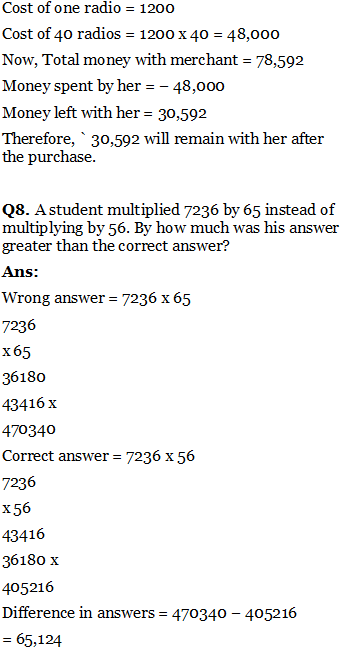 Cost of one radio = 1200
Cost of 40 radios = 1200 x 40 = 48,000
Now, Total money with merchant = 78,592
Money spent by her = – 48,000
Money left with her = 30,592
Therefore, ` 30,592 will remain with her after
the purchase.
Q8. A student multiplied 7236 by 65 instead of
multiplying by 56. By how much was his answer
greater than the correct answer?
Ans:
Wrong answer = 7236 x 65
7236
x 65
36180
43416 x
470340
Correct answer = 7236 x 56
7236
x 56
43416
36180 x
405216
Difference in answers = 470340 – 405216
= 65,124